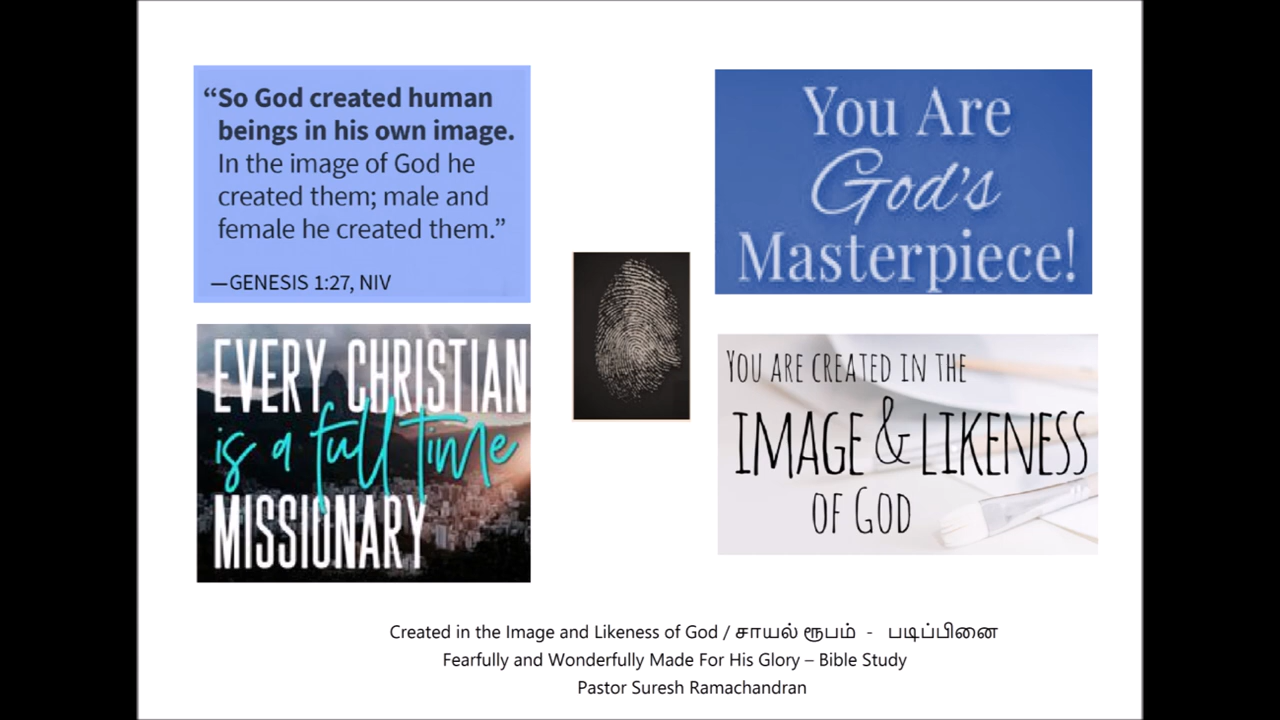 “So God created human
beings in his own image.
In the image of God he
created them; male and
female he created them.”
—GENESIS 1:27, NIV
You Are
God’s
Masterpiece!
EVERY CHRISTIAN
is a full time
MISSIONARY
YOU ARE CREATED IN THE
IMAGE & LIKENESS
OF GOD
Created in the Image and Likeness of God / சாயல் ரூபம் - படிப்பினை
Fearfully and Wonderfully Made For His Glory – Bible Study
Pastor Suresh Ramachandran